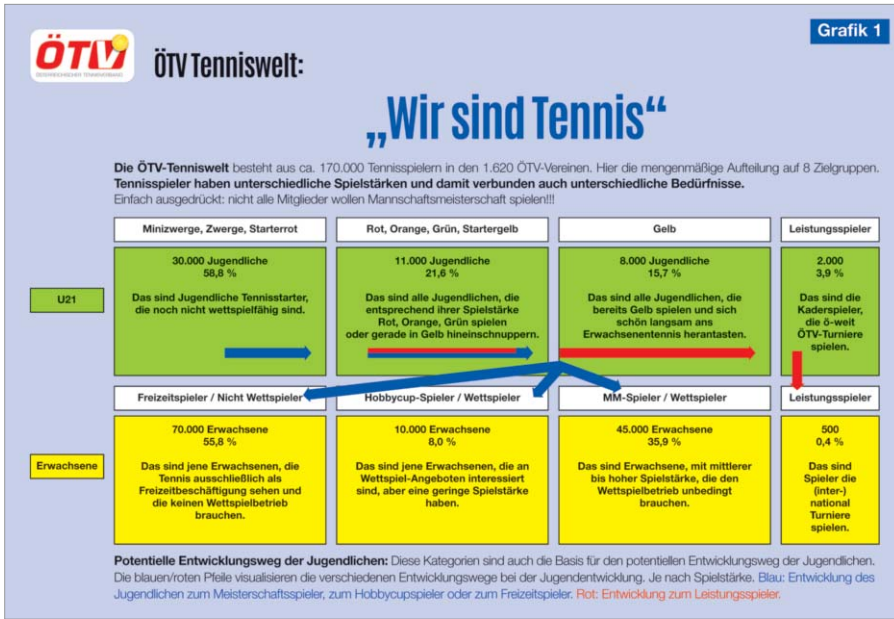 Grafik 1
ÖTV
ÖSTERREICHISCHER TENNISVERBAND
ÖTV Tenniswelt:
„Wir sind Tennis“
Die ÖTV-Tenniswelt besteht aus ca. 170.000 Tennisspielern in den 1.620 ÖTV-Vereinen. Hier die mengenmäßige Aufteilung auf 8 Zielgruppen.
Tennisspieler haben unterschiedliche Spielstärken und damit verbunden auch unterschiedliche Bedürfnisse.
Einfach ausgedrückt: nicht alle Mitglieder wollen Mannschaftsmeisterschaft spielen!!!
Minizwerge, Zwerge, Starterrot
Rot, Orange, Grün, Startergelb
Gelb
Leistungsspieler
U21
30.000 Jugendliche
58,8 %
Das sind Jugendliche Tennisstarter,
die noch nicht wettspielfähig sind.
11.000 Jugendliche
21,6 %
Das sind alle Jugendlichen, die
entsprechend ihrer Spielstärke
Rot, Orange, Grün spielen
oder gerade in Gelb hineinschnuppern.
8.000 Jugendliche
15,7 %
Das sind alle Jugendlichen, die
bereits Gelb spielen und sich
schön langsam ans
Erwachsenentennis herantasten.
2.000
3,9 %
Das sind die
Kaderspieler,
die ö-weit
ÖTV-Turniere
spielen.
Freizeitspieler / Nicht Wettspieler
Hobbycup-Spieler / Wettspieler
MM-Spieler / Wettspieler
Leistungsspieler
Erwachsene
70.000 Erwachsene
55,8 %
Das sind jene Erwachsenen, die
Tennis ausschließlich als
Freizeitbeschäftigung sehen und
die keinen Wettspielbetrieb
brauchen.
10.000 Erwachsene
8,0 %
Das sind jene Erwachsenen, die an
Wettspiel-Angeboten interessiert
sind, aber eine geringe Spielstärke
haben.
45.000 Erwachsene
35,9 %
Das sind Erwachsene, mit mittlerer
bis hoher Spielstärke, die den
Wettspielbetrieb unbedingt
brauchen.
500
0,4 %
Das sind
Spieler die
(inter-)
national
Turniere
spielen.
Potentielle Entwicklungsweg der Jugendlichen: Diese Kategorien sind auch die Basis für den potentiellen Entwicklungsweg der Jugendlichen.
Die blauen/roten Pfeile visualisieren die verschiedenen Entwicklungswege bei der Jugendentwicklung. Je nach Spielstärke. Blau: Entwicklung des
Jugendlichen zum Meisterschaftsspieler, zum Hobbycupspieler oder zum Freizeitspieler. Rot: Entwicklung zum Leistungsspieler.